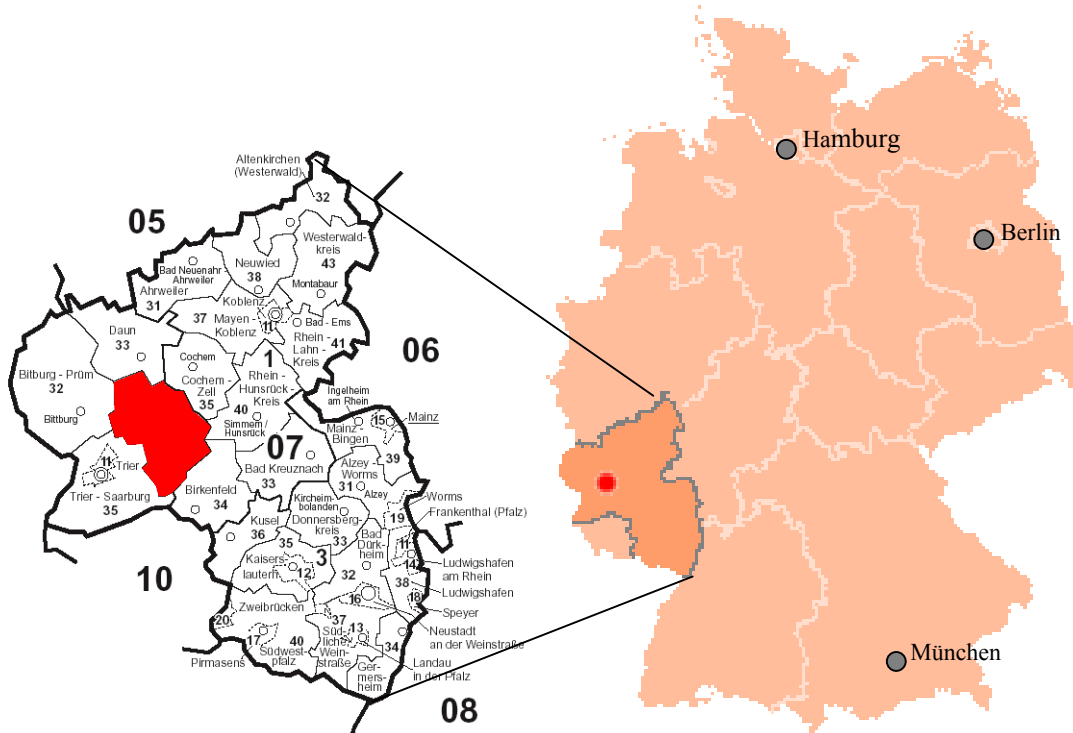 Hamburg
Berlin
München
05
06
07
08
10
1
3
Altenkirchen
(Westerwald)
32
Westerwald-
kreis
43
Montabaur
Neuwied
38
Bad Neuenahr-
Ahrweiler
Ahrweiler
31
Koblenz
11
37
Mayen -
Koblenz
Bad - Ems
Rhein -
Lahn -
Kreis
41
Daun
33
Cochem
Cochem -
Zell
35
Rhein -
Hunsrück -
Kreis
40
Simmern /
Hunsrück
Bitburg - Prüm
32
Bittburg
Ingelheim
am Rhein
15
Mainz
Mainz -
Bingen
39
11
Trier
Trier - Saarburg
35
Bad Kreuznach
33
Alzey -
Worms
31
Alzey
Birkenfeld
34
Worms
19
Frankenthal (Pfalz)
11
Kircheim-
bolanden
Donnersberg-
kreis
33
Kusel
36
35
Kaisers-
lautern
12
Bad
Dürk-
heim
32
14
Ludwigshafen
am Rhein
38
Ludwigshafen
18
Speyer
16
Neustadt
an der Weinstraße
Zweibrücken
20
17
Pirmasens
40
Südwest-
pfalz
37
Süd-
liche
Wein-
straße
13
34
Landau
in der Pfalz
Ger-
mers-
heim